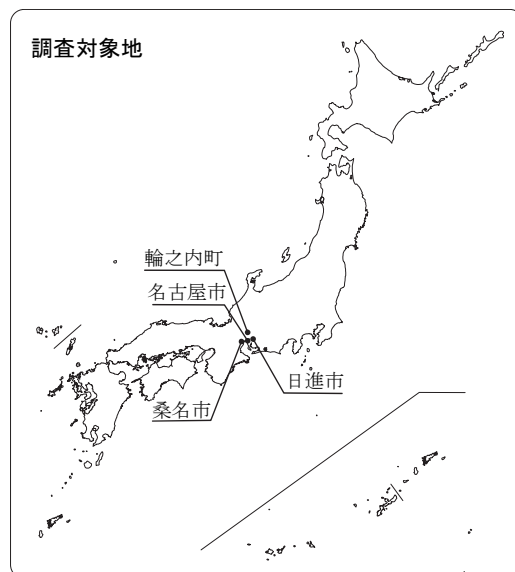 調査対象地
輪之内町
名古屋市
日進市
桑名市